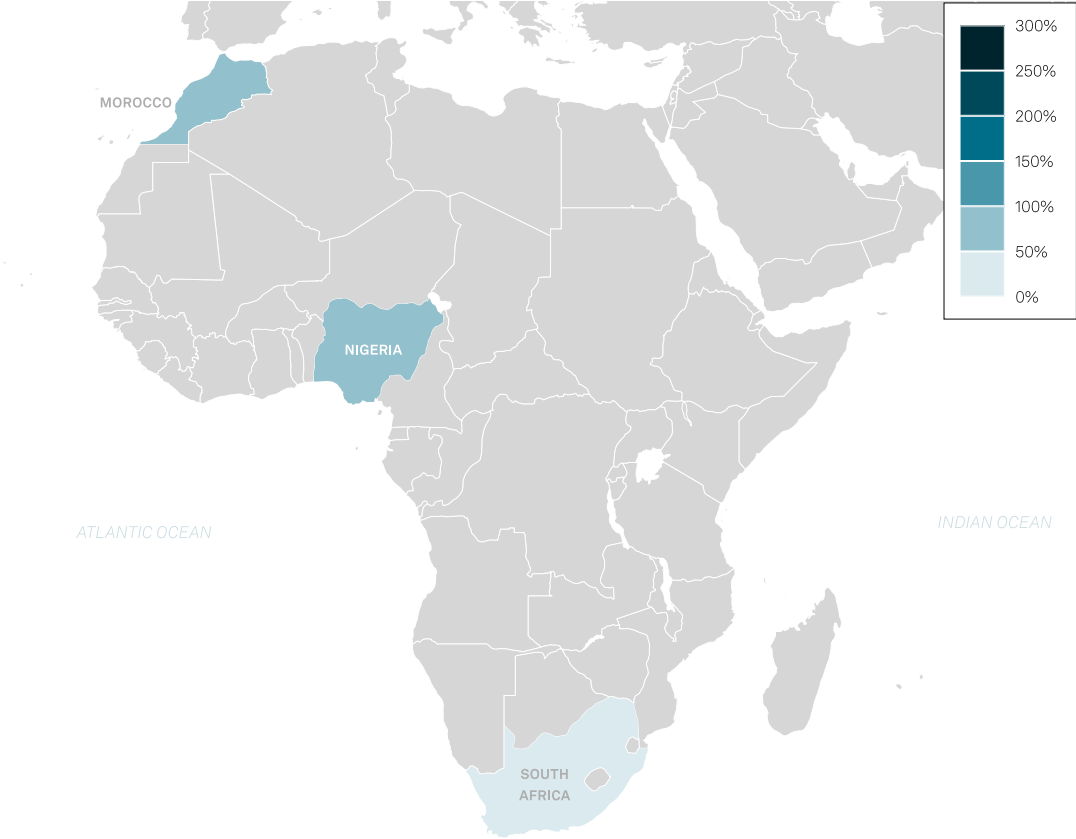 300%
250%
200%
150%
100%
50%
0%
MOROCCO
NIGERIA
ATLANTIC OCEAN
INDIAN OCEAN
SOUTH
AFRICA